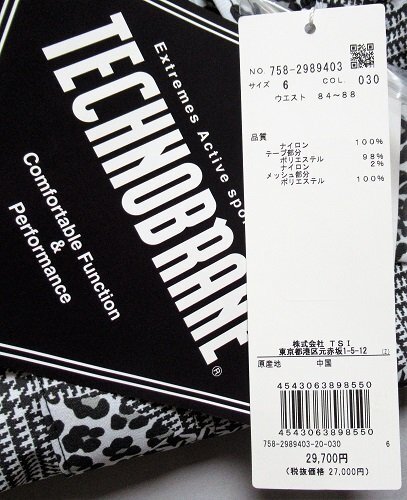 Extremes Active spo
TECHNOBRANE®
Comfortable Function
&
Performance
NO. 758-2989403
サイズ 6 COL. 030
ウエスト 84~88
品質
ナイロン 100%
テープ部分
ポリエステル 98%
ナイロン 2%
メッシュ部分
ポリエステル 100%
株式会社 TSI
東京都港区元赤坂1-5-12 (Z)
原産地 中国
4543063898550
4543063898550
758-2989403-20-030 6
29,700円
(税抜価格 27,000円)